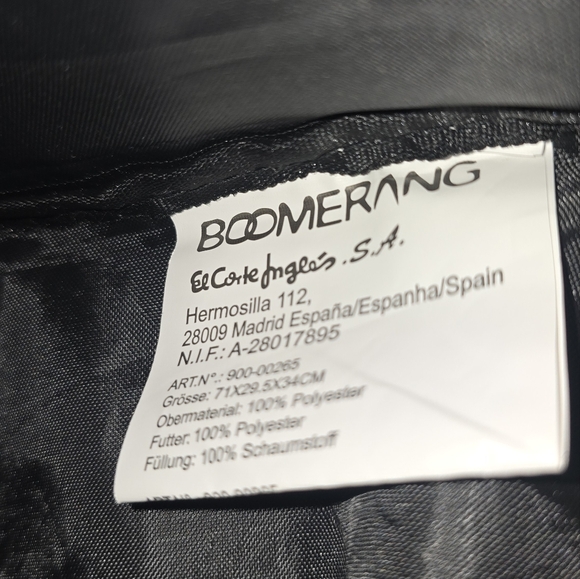 BOOMERANG
El Corte Inglés. S.A.
Hermosilla 112,
28009 Madrid España/Espanha/Spain
N.I.F.: A-28017895
ART.Nº.: 900-00265
Grösse: 71X29.5X34CM
Obermaterial: 100% Polyester
Futter: 100% Polyester
Füllung: 100% Schaumstoff